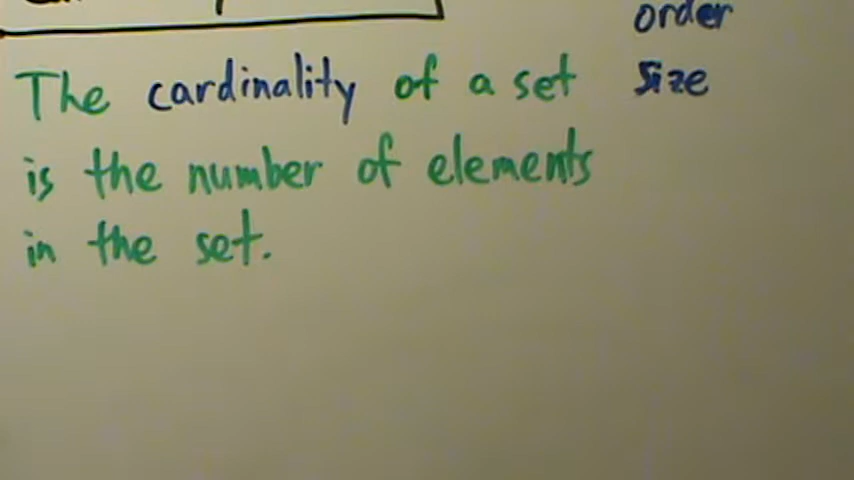 order
The cardinality of a set
size
is the number of elements
in the set.